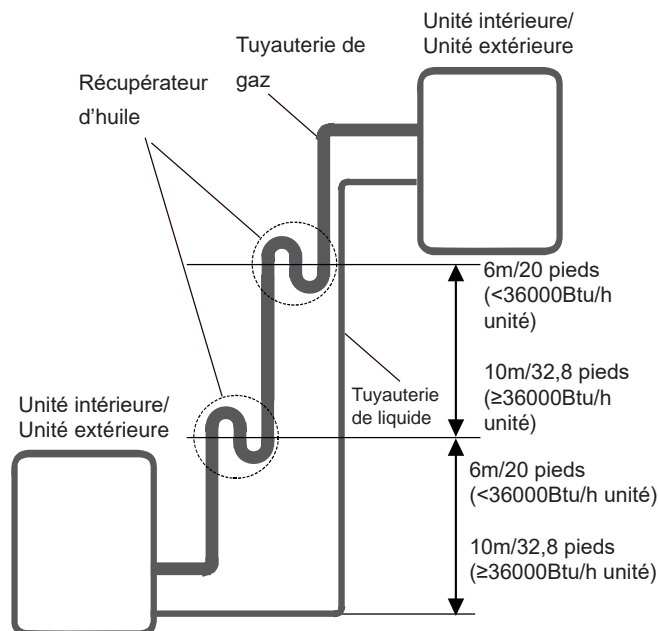 Unité intérieure/
Unité extérieure
Tuyauterie de
gaz
Récupérateur
d'huile
6m/20 pieds
(<36000Btu/h
unité)
10m/32,8 pieds
(≥36000Btu/h
unité)
Tuyauterie
de liquide
Unité intérieure/
Unité extérieure
6m/20 pieds
(<36000Btu/h unité)
10m/32,8 pieds
(≥36000Btu/h unité)